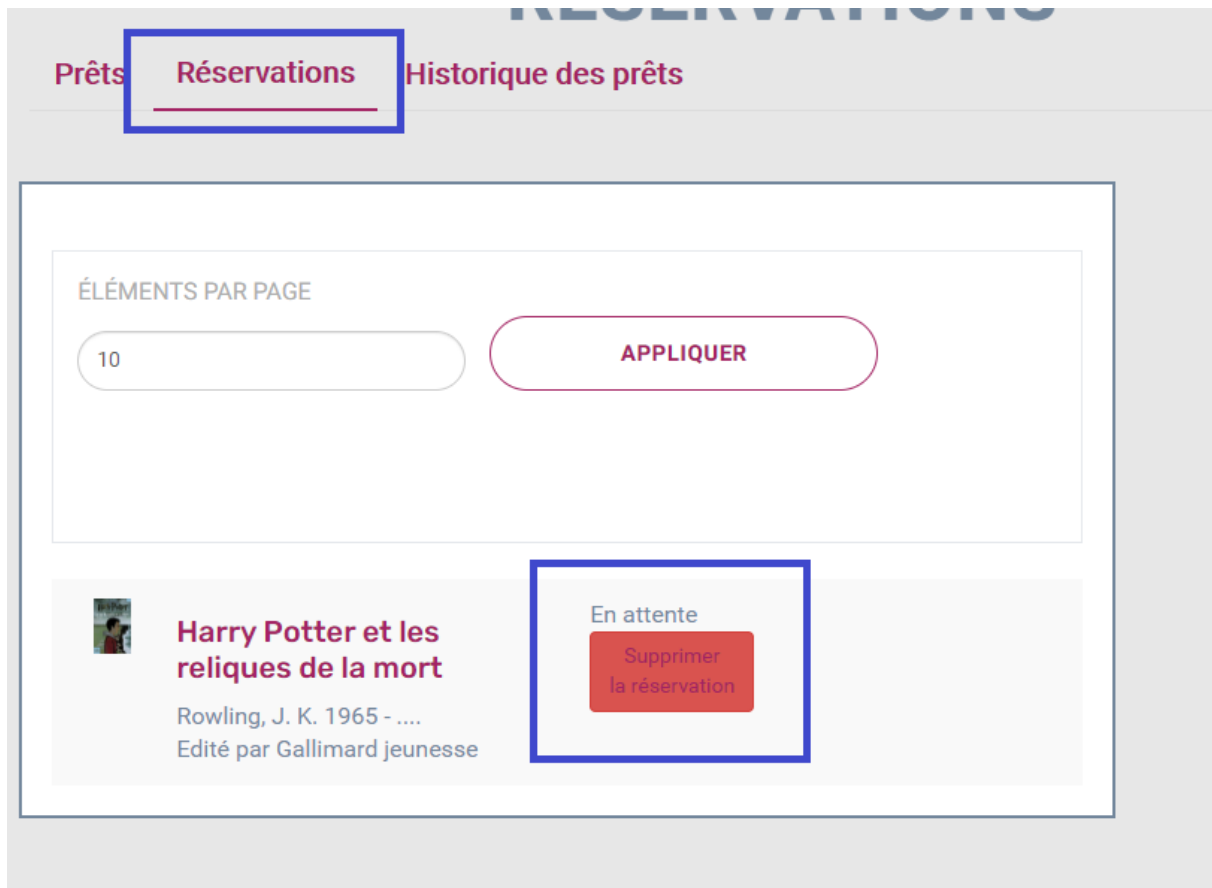 RÉSERVATIONS
Prêts Réservations Historique des prêts
ÉLÉMENTS PAR PAGE
10 APPLIQUER
Harry Potter et les
reliques de la mort
Rowling, J. K. 1965 - ....
Edité par Gallimard jeunesse
En attente
Supprimer
la réservation